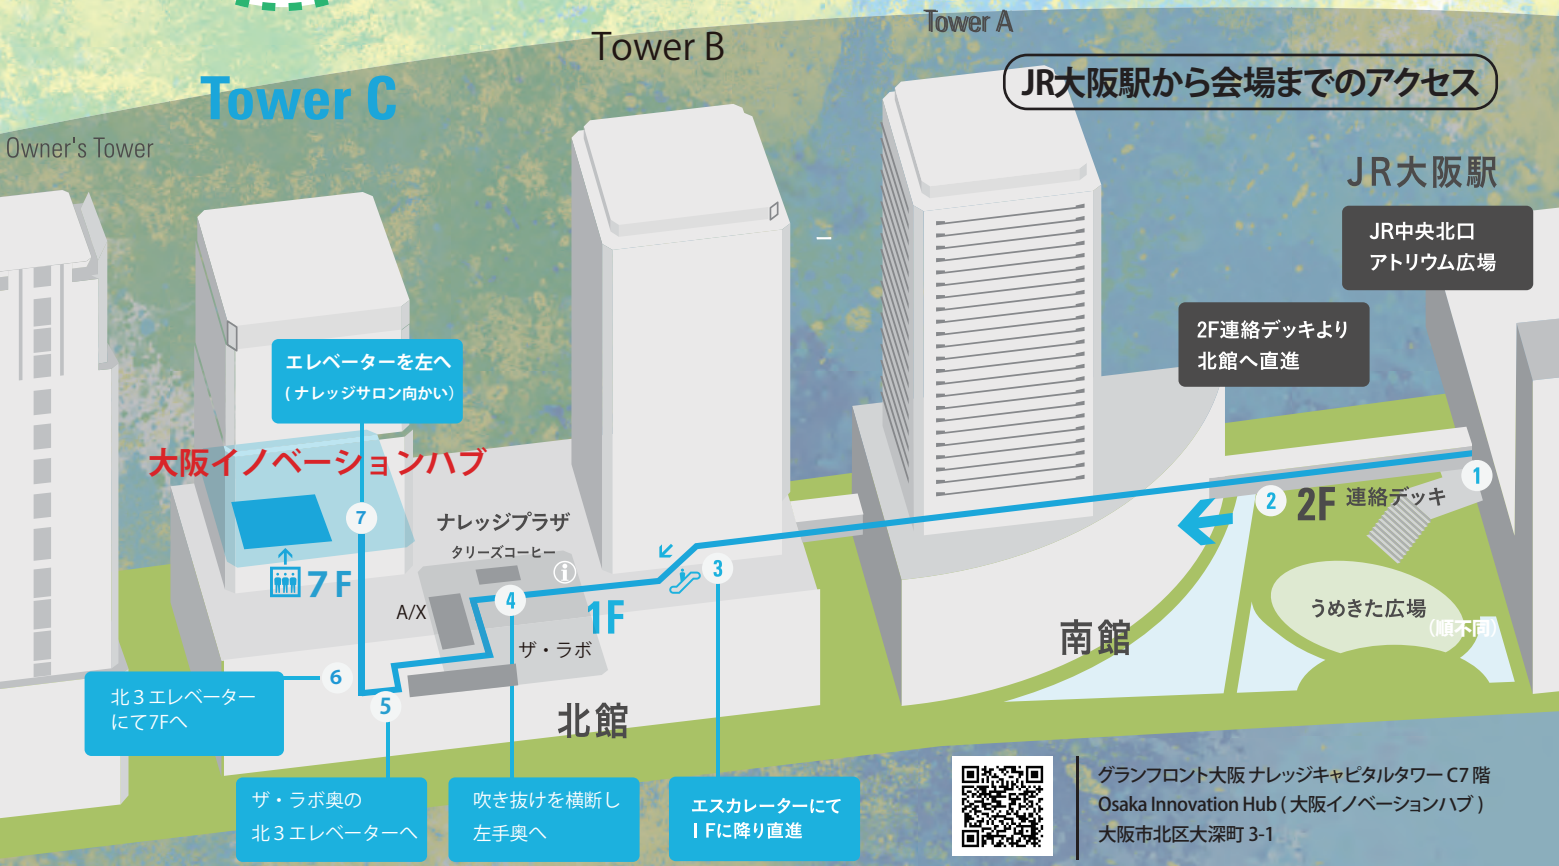 Tower A
Tower B
JR大阪駅から会場までのアクセス
Tower C
Owner's Tower
JR大阪駅
JR中央北口
アトリウム広場
2F連絡デッキより
北館へ直進
エレベーターを左へ
(ナレッジサロン向かい)
大阪イノベーションハブ
1
2
2F 連絡デッキ
7
ナレッジプラザ
タリーズコーヒー
i
3
7F
4
A/X
1F
うめきた広場
(順不同)
ザ・ラボ
南館
6
北3エレベーター
にて7Fへ
5
北館
ザ・ラボ奥の
北3エレベーターへ
吹き抜けを横断し
左手奥へ
エスカレーターにて
1Fに降り直進
グランフロント大阪 ナレッジキャピタルタワー C7 階
Osaka Innovation Hub ( 大阪イノベーションハブ )
大阪市北区大深町 3-1